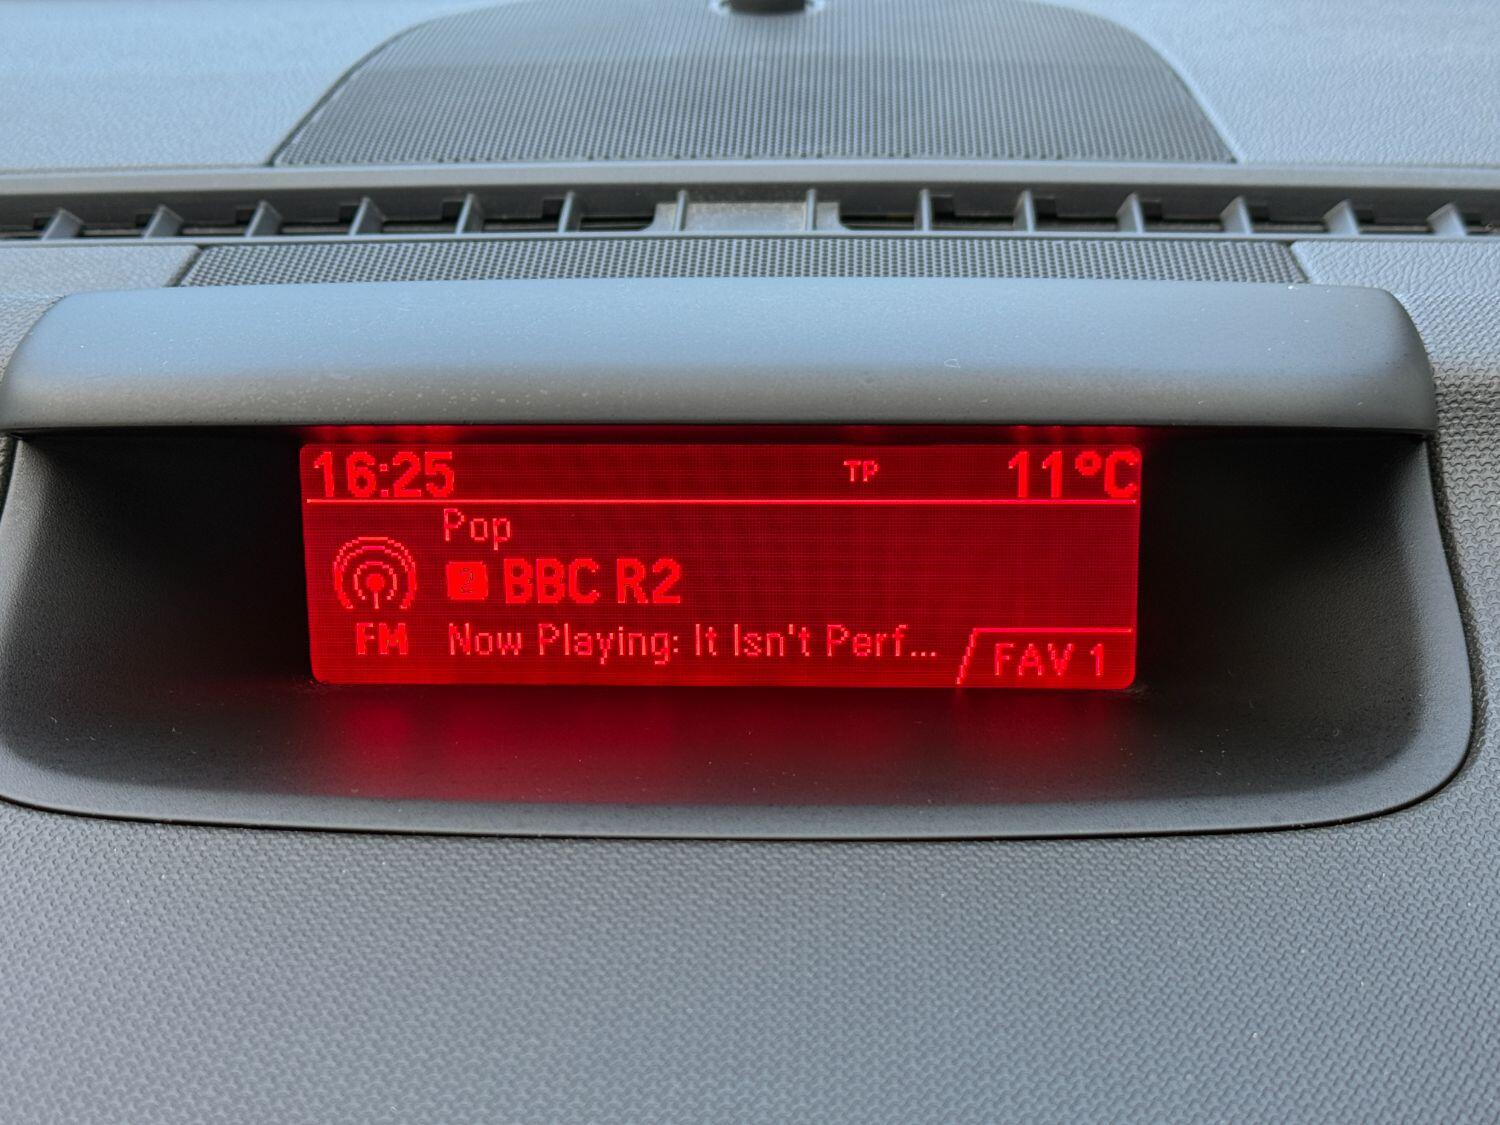 16:25 TP 11°C
Pop
2 BBC R2
FM Now Playing: It Isn't Perf...
FAV 1